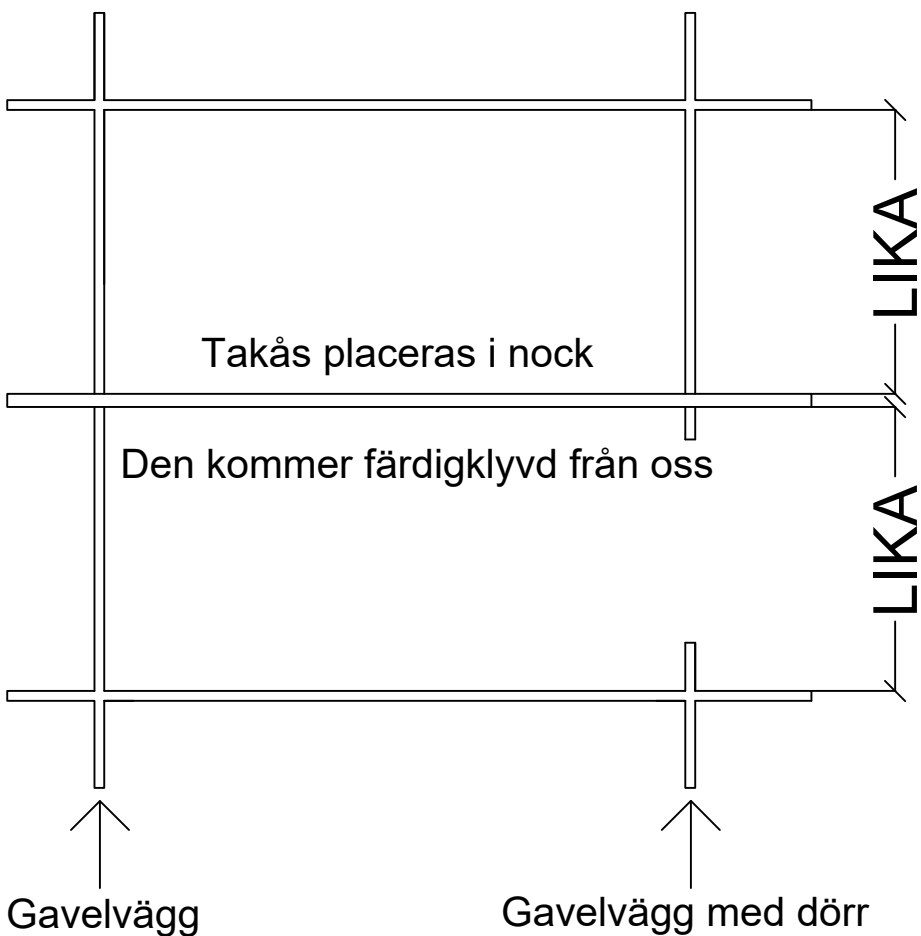 LIKA
Takås placeras i nock
Den kommer färdigklyvd från oss
LIKA
Gavelvägg
Gavelvägg med dörr